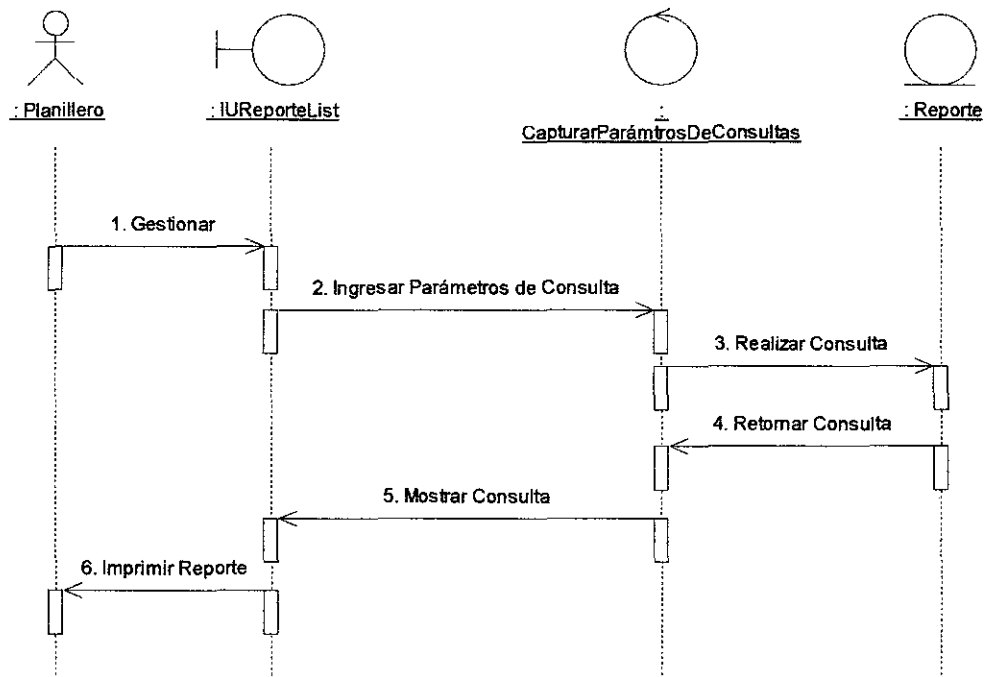 : Planillero
: IUReporteList
:
CapturarParámtrosDeConsultas
: Reporte
1. Gestionar
2. Ingresar Parámetros de Consulta
3. Realizar Consulta
4. Retornar Consulta
5. Mostrar Consulta
6. Imprimir Reporte